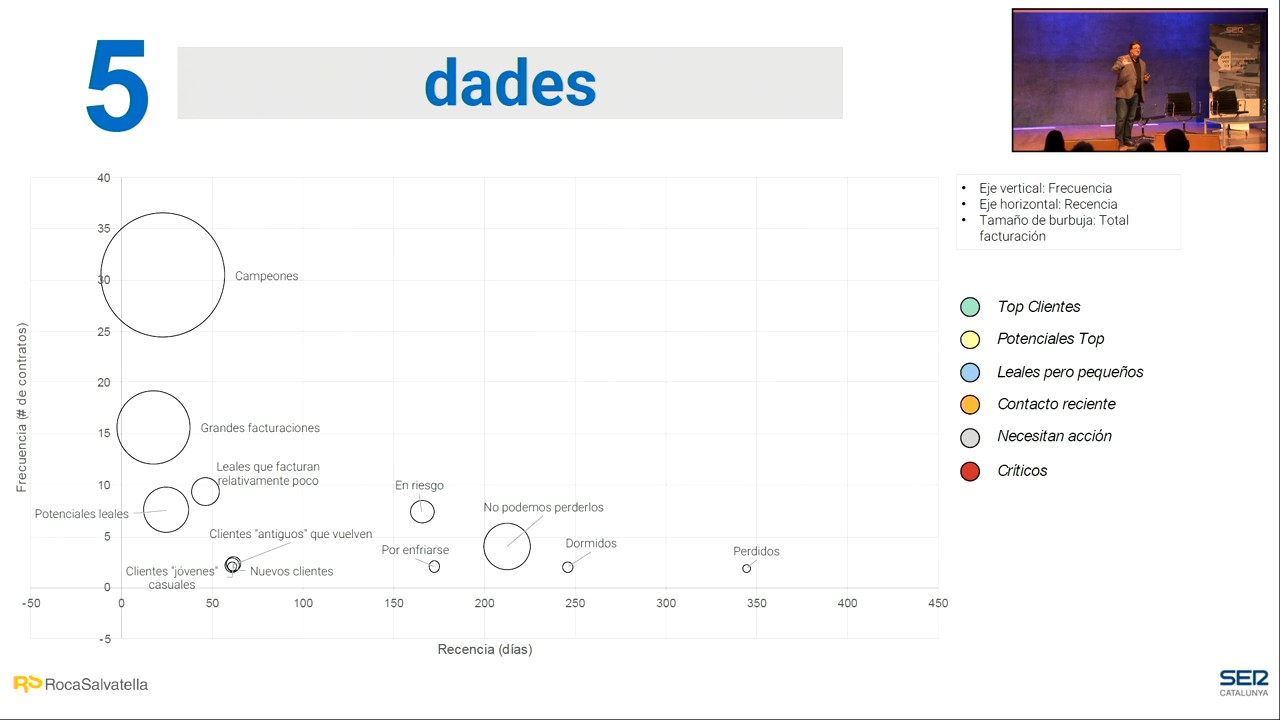 5
dades
SER
• Eje vertical: Frecuencia
• Eje horizontal: Recencia
• Tamaño de burbuja: Total
facturación
40
35
30
25
20
15
10
5
0
-5
Frecuencia (# de contratos)
Campeones
Grandes facturaciones
Leales que facturan
relativamente poco
Potenciales leales
Clientes "antiguos" que vuelven
Clientes "jóvenes"
casuales
Nuevos clientes
En riesgo
Por enfriarse
No podemos perderlos
Dormidos
Perdidos
-50
0
50
100
150
200
250
300
350
400
450
Recencia (días)
Top Clientes
Potenciales Top
Leales pero pequeños
Contacto reciente
Necesitan acción
Críticos
RS RocaSalvatella
SER
CATALUNYA